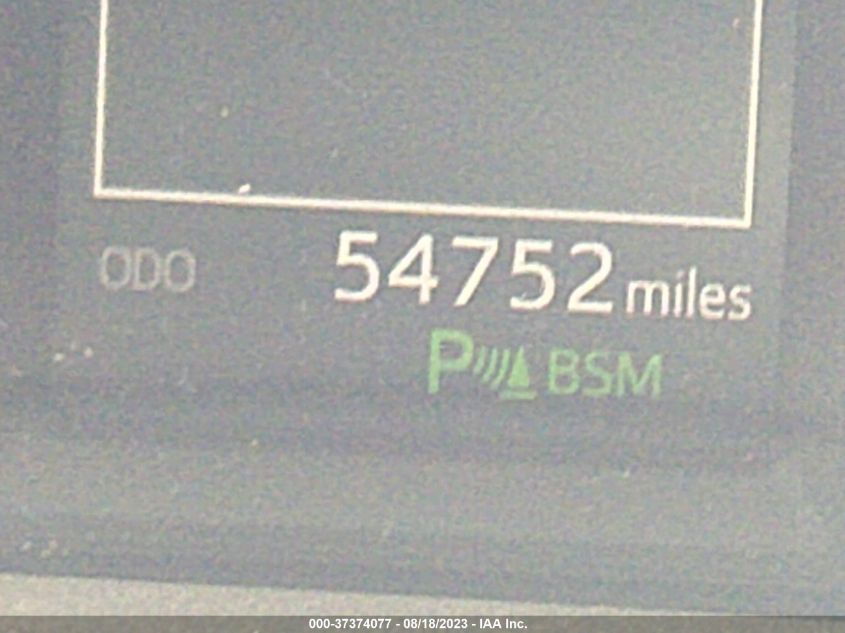 ODO 54752 miles
P BSM
000-37374077 - 08/18/2023 - IAA Inc.